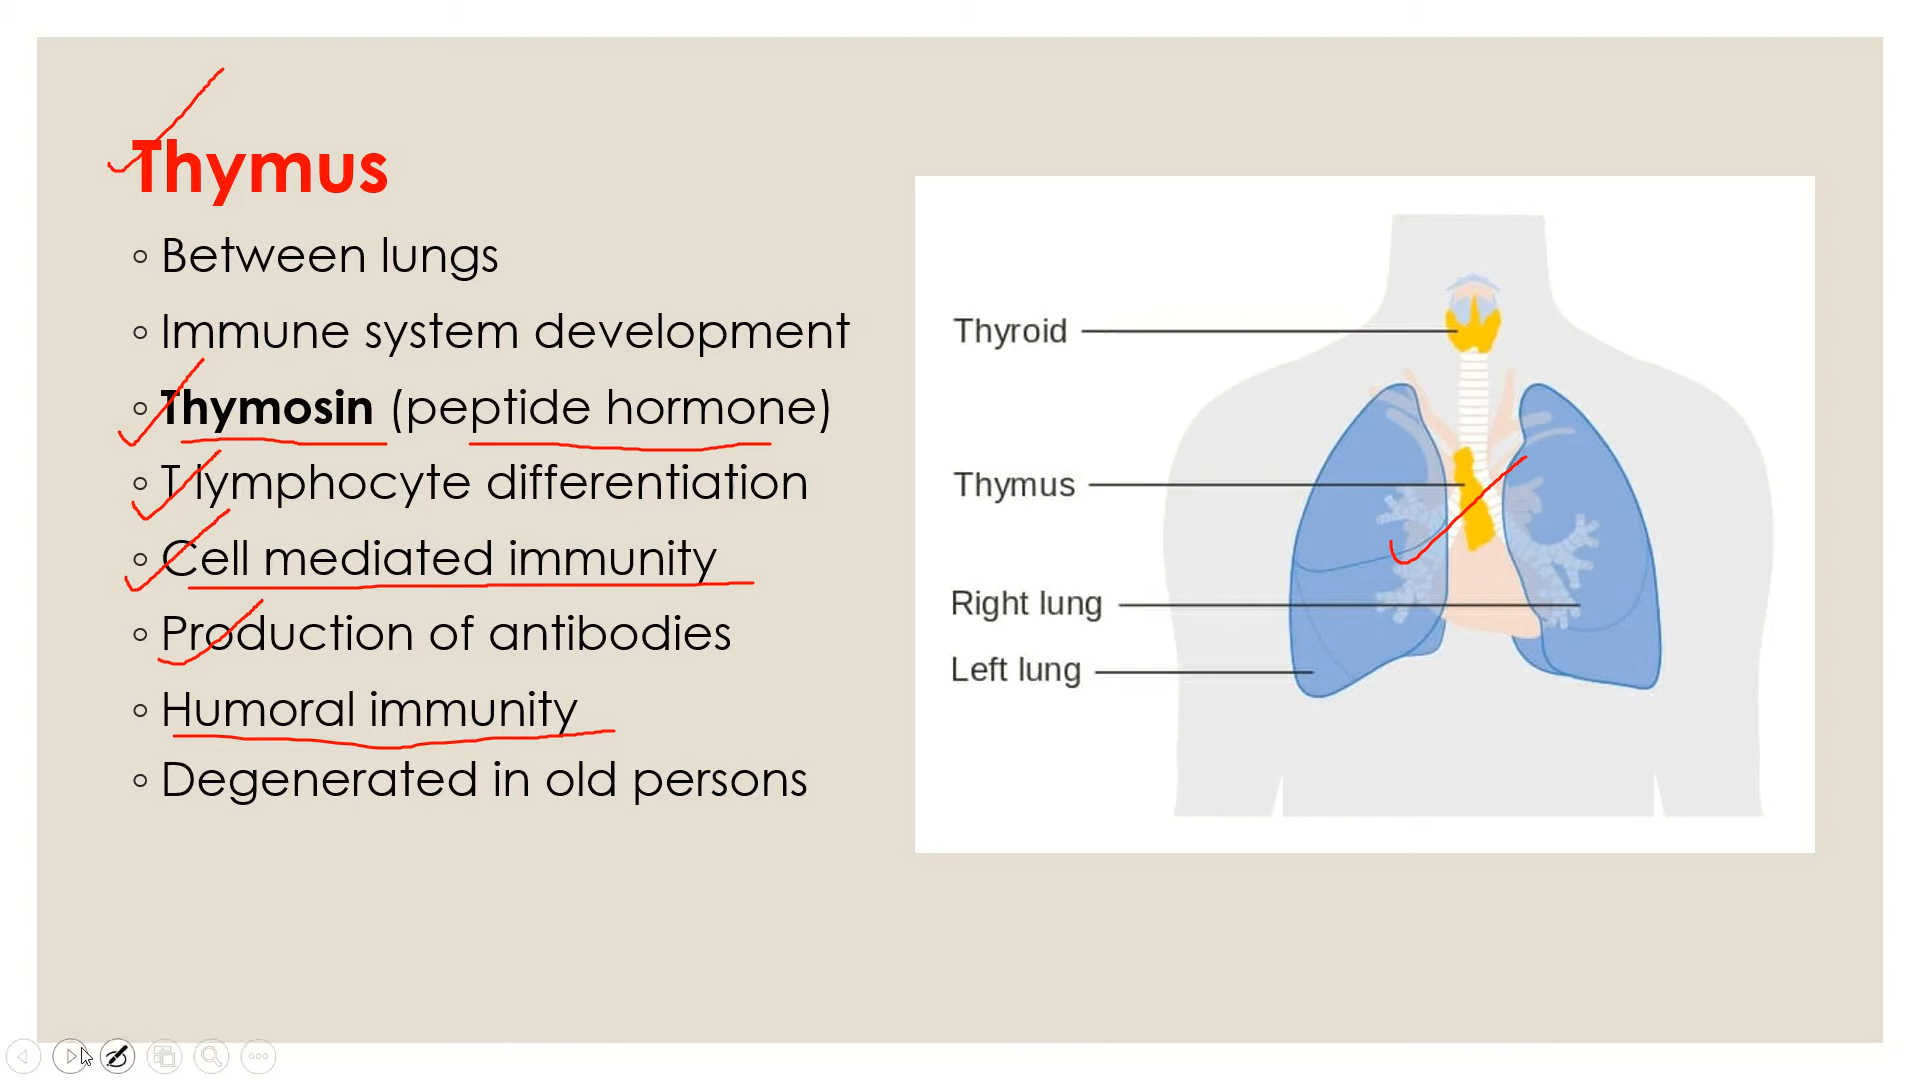 Thymus
◦ Between lungs
◦ Immune system development
◦ Thymosin (peptide hormone)
◦ T lymphocyte differentiation
◦ Cell mediated immunity
◦ Production of antibodies
◦ Humoral immunity
◦ Degenerated in old persons
Thyroid
Thymus
Right lung
Left lung